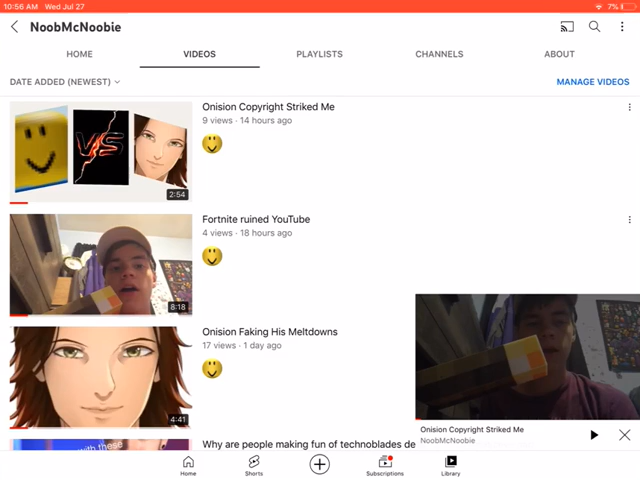 10:56 AM Wed Jul 27
7%
NoobMcNoobie
HOME
VIDEOS
PLAYLISTS
CHANNELS
ABOUT
DATE ADDED (NEWEST)
MANAGE VIDEOS
VS
2:54
Onision Copyright Striked Me
9 views · 14 hours ago
8:18
Fortnite ruined YouTube
4 views · 18 hours ago
4:41
Onision Faking His Meltdowns
17 views · 1 day ago
Onision Copyright Striked Me
NoobMcNoobie
with these
Why are people making fun of technoblades de
Home
Shorts
Subscriptions
Library